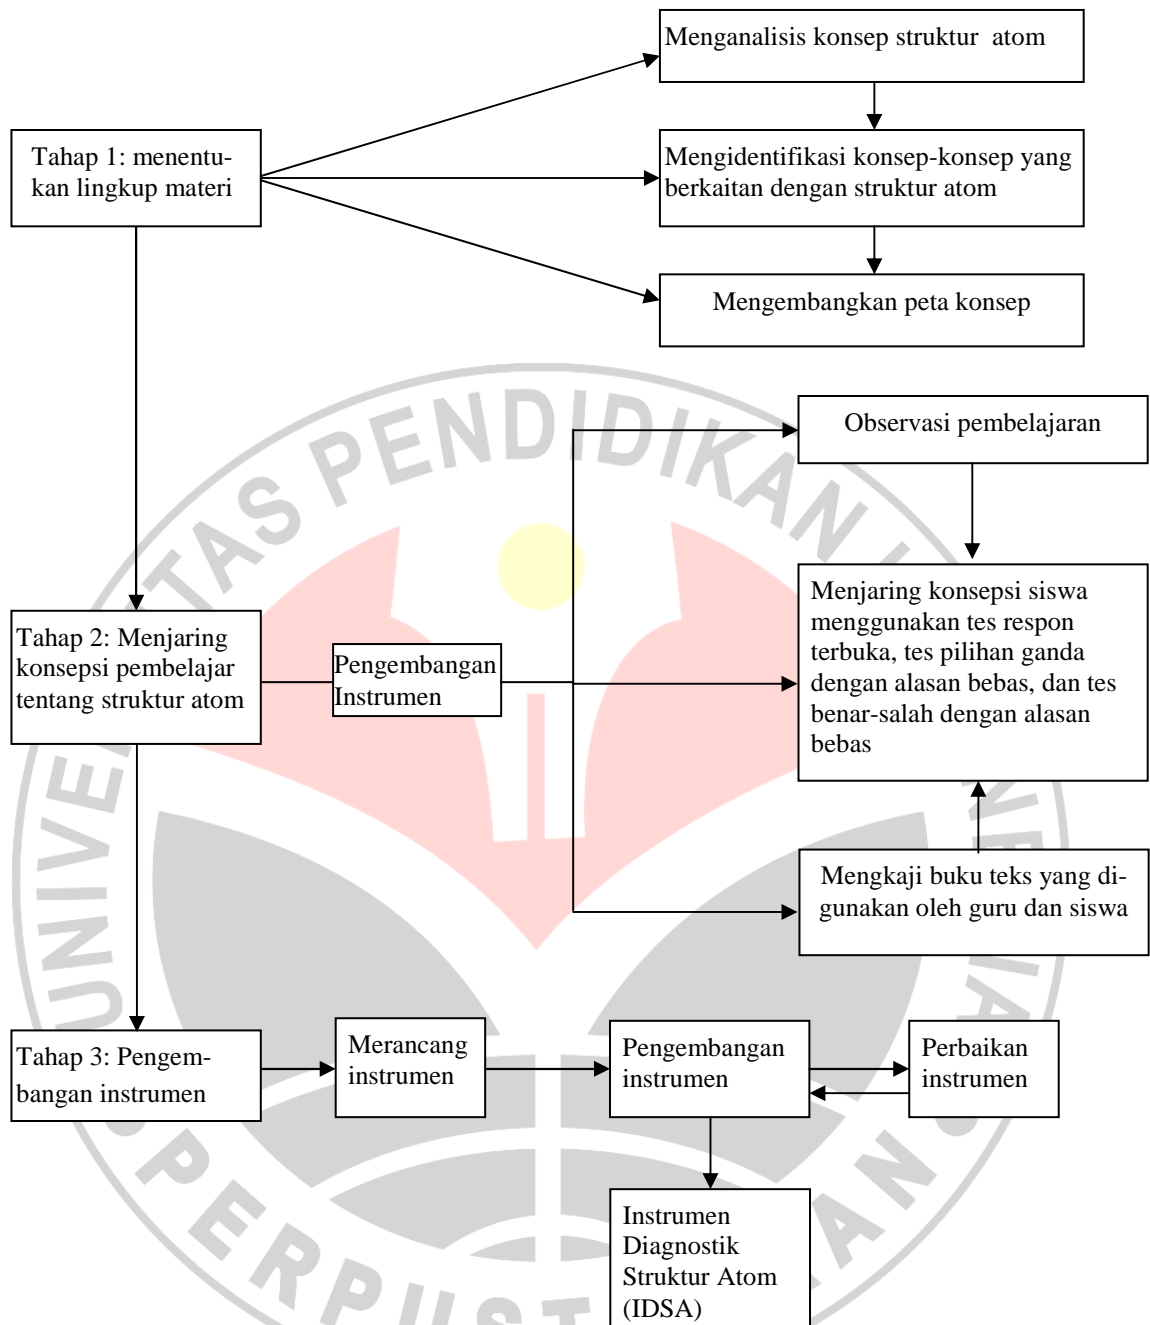 Menganalisis konsep struktur atom
Tahap 1: menentu-
kan lingkup materi
Mengidentifikasi konsep-konsep yang
berkaitan dengan struktur atom
Mengembangkan peta konsep
Observasi pembelajaran
Tahap 2: Menjaring
konsepsi pembelajar
tentang struktur atom
Pengembangan
Instrumen
Menjaring konsepsi siswa
menggunakan tes respon
terbuka, tes pilihan ganda
dengan alasan bebas, dan tes
benar-salah dengan alasan
bebas
Mengkaji buku teks yang di-
gunakan oleh guru dan siswa
Tahap 3: Pengem-
bangan instrumen
Merancang
instrumen
Pengembangan
instrumen
Perbaikan
instrumen
Instrumen
Diagnostik
Struktur Atom
(IDSA)